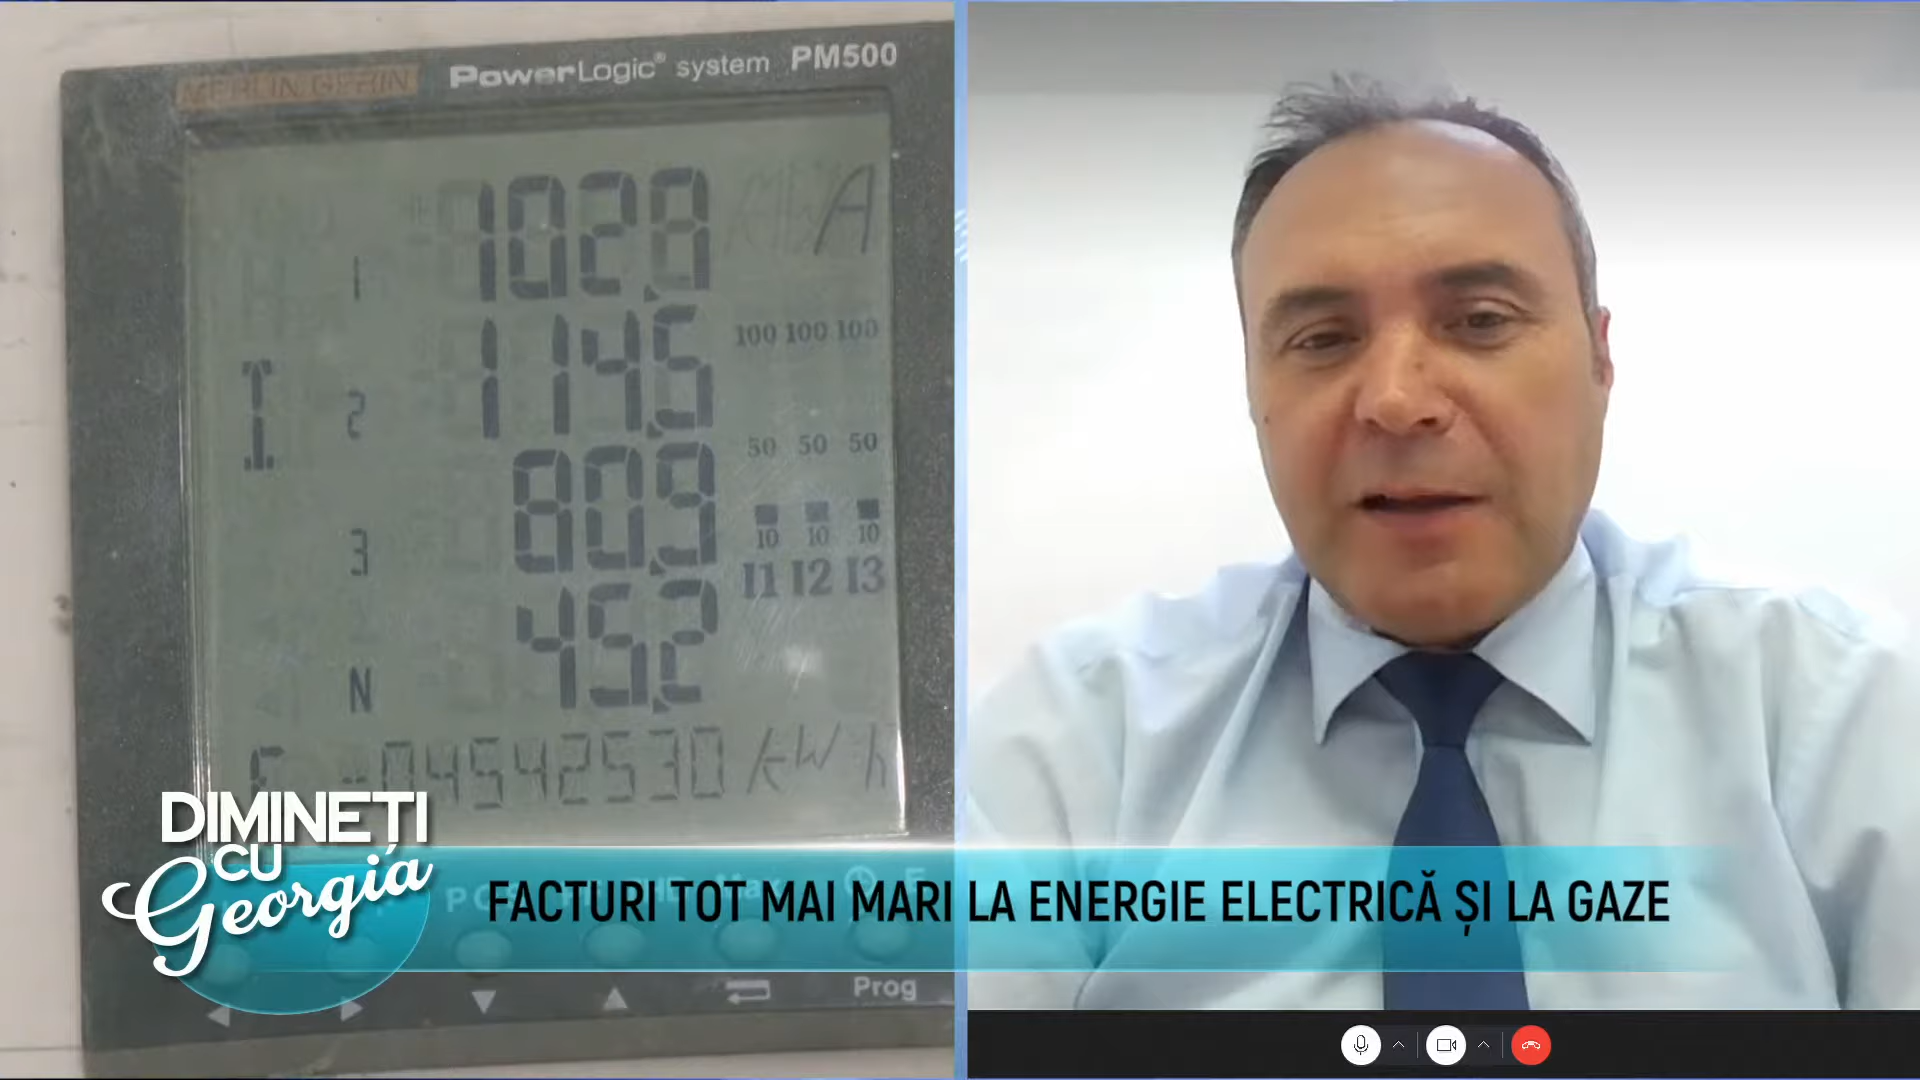 MERLIN GERIN
PowerLogic® system PM500
1 102,8 A
100 100 100
2 114,5
50 50 50
I
3 80,9
10 10 10
I1 I2 I3
N 45,2
E -04542530 kWh
DIMINEȚI
CU
Georgia
FACTURI TOT MAI MARI LA ENERGIE ELECTRICĂ ȘI LA GAZE
Prog